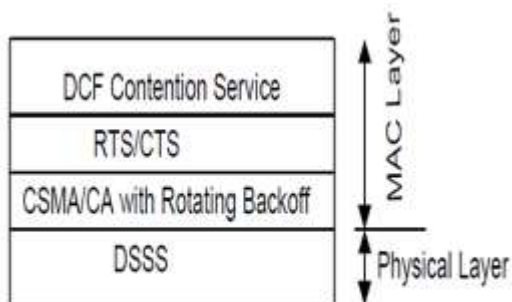 DCF Contention Service
RTS/CTS
CSMA/CA with Rotating Backoff
DSSS
MAC Layer
Physical Layer